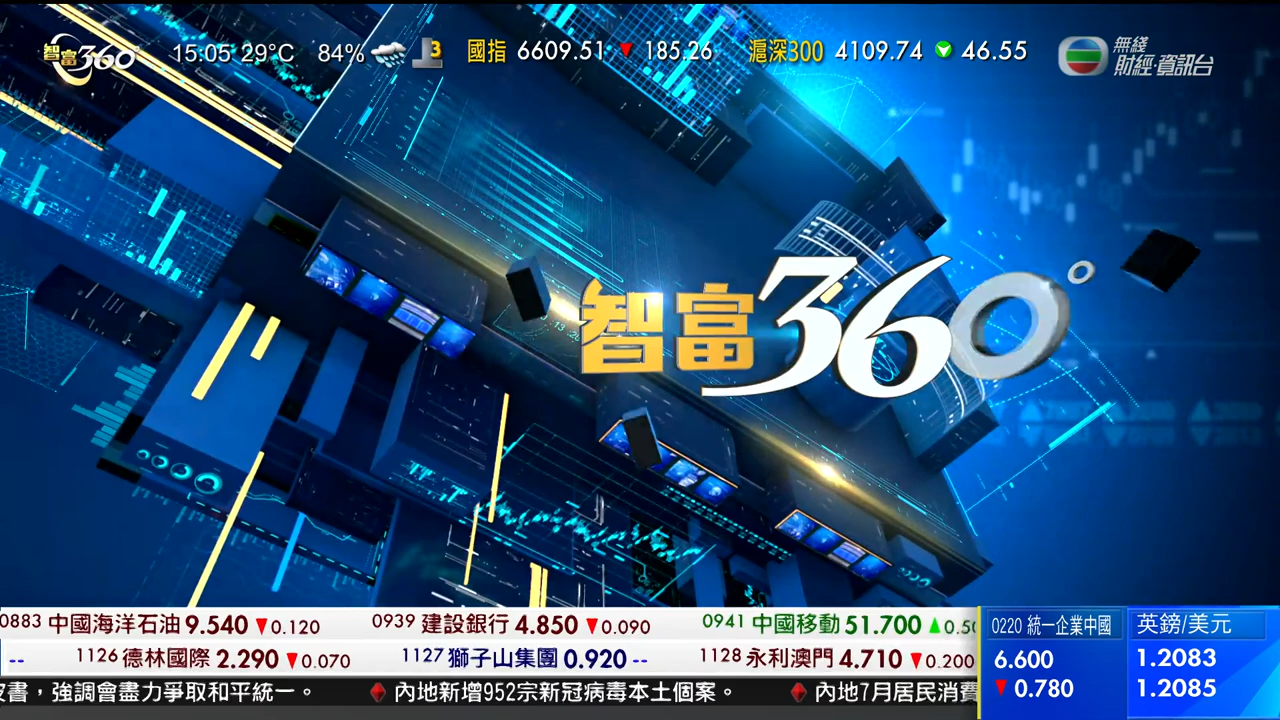 智富360° 15:05 29°C 84% 3 國指 6609.51 ▼ 185.26 滬深300 4109.74 46.55 無綫
財經·資訊台
智富360°
0883 中國海洋石油 9.540 ▼0.120 0939 建設銀行 4.850 ▼0.090 0941 中國移動 51.700 ▲0.50
-- 1126 德林國際 2.290 ▼0.070 1127 獅子山集團 0.920 -- 1128 永利澳門 4.710 ▼0.200
皮書，強調會盡力爭取和平統一。 ◆ 內地新增952宗新冠病毒本土個案。 ◆ 內地7月居民消費
0220 統一企業中國
6.600
▼ 0.780
英鎊/美元
1.2083
1.2085